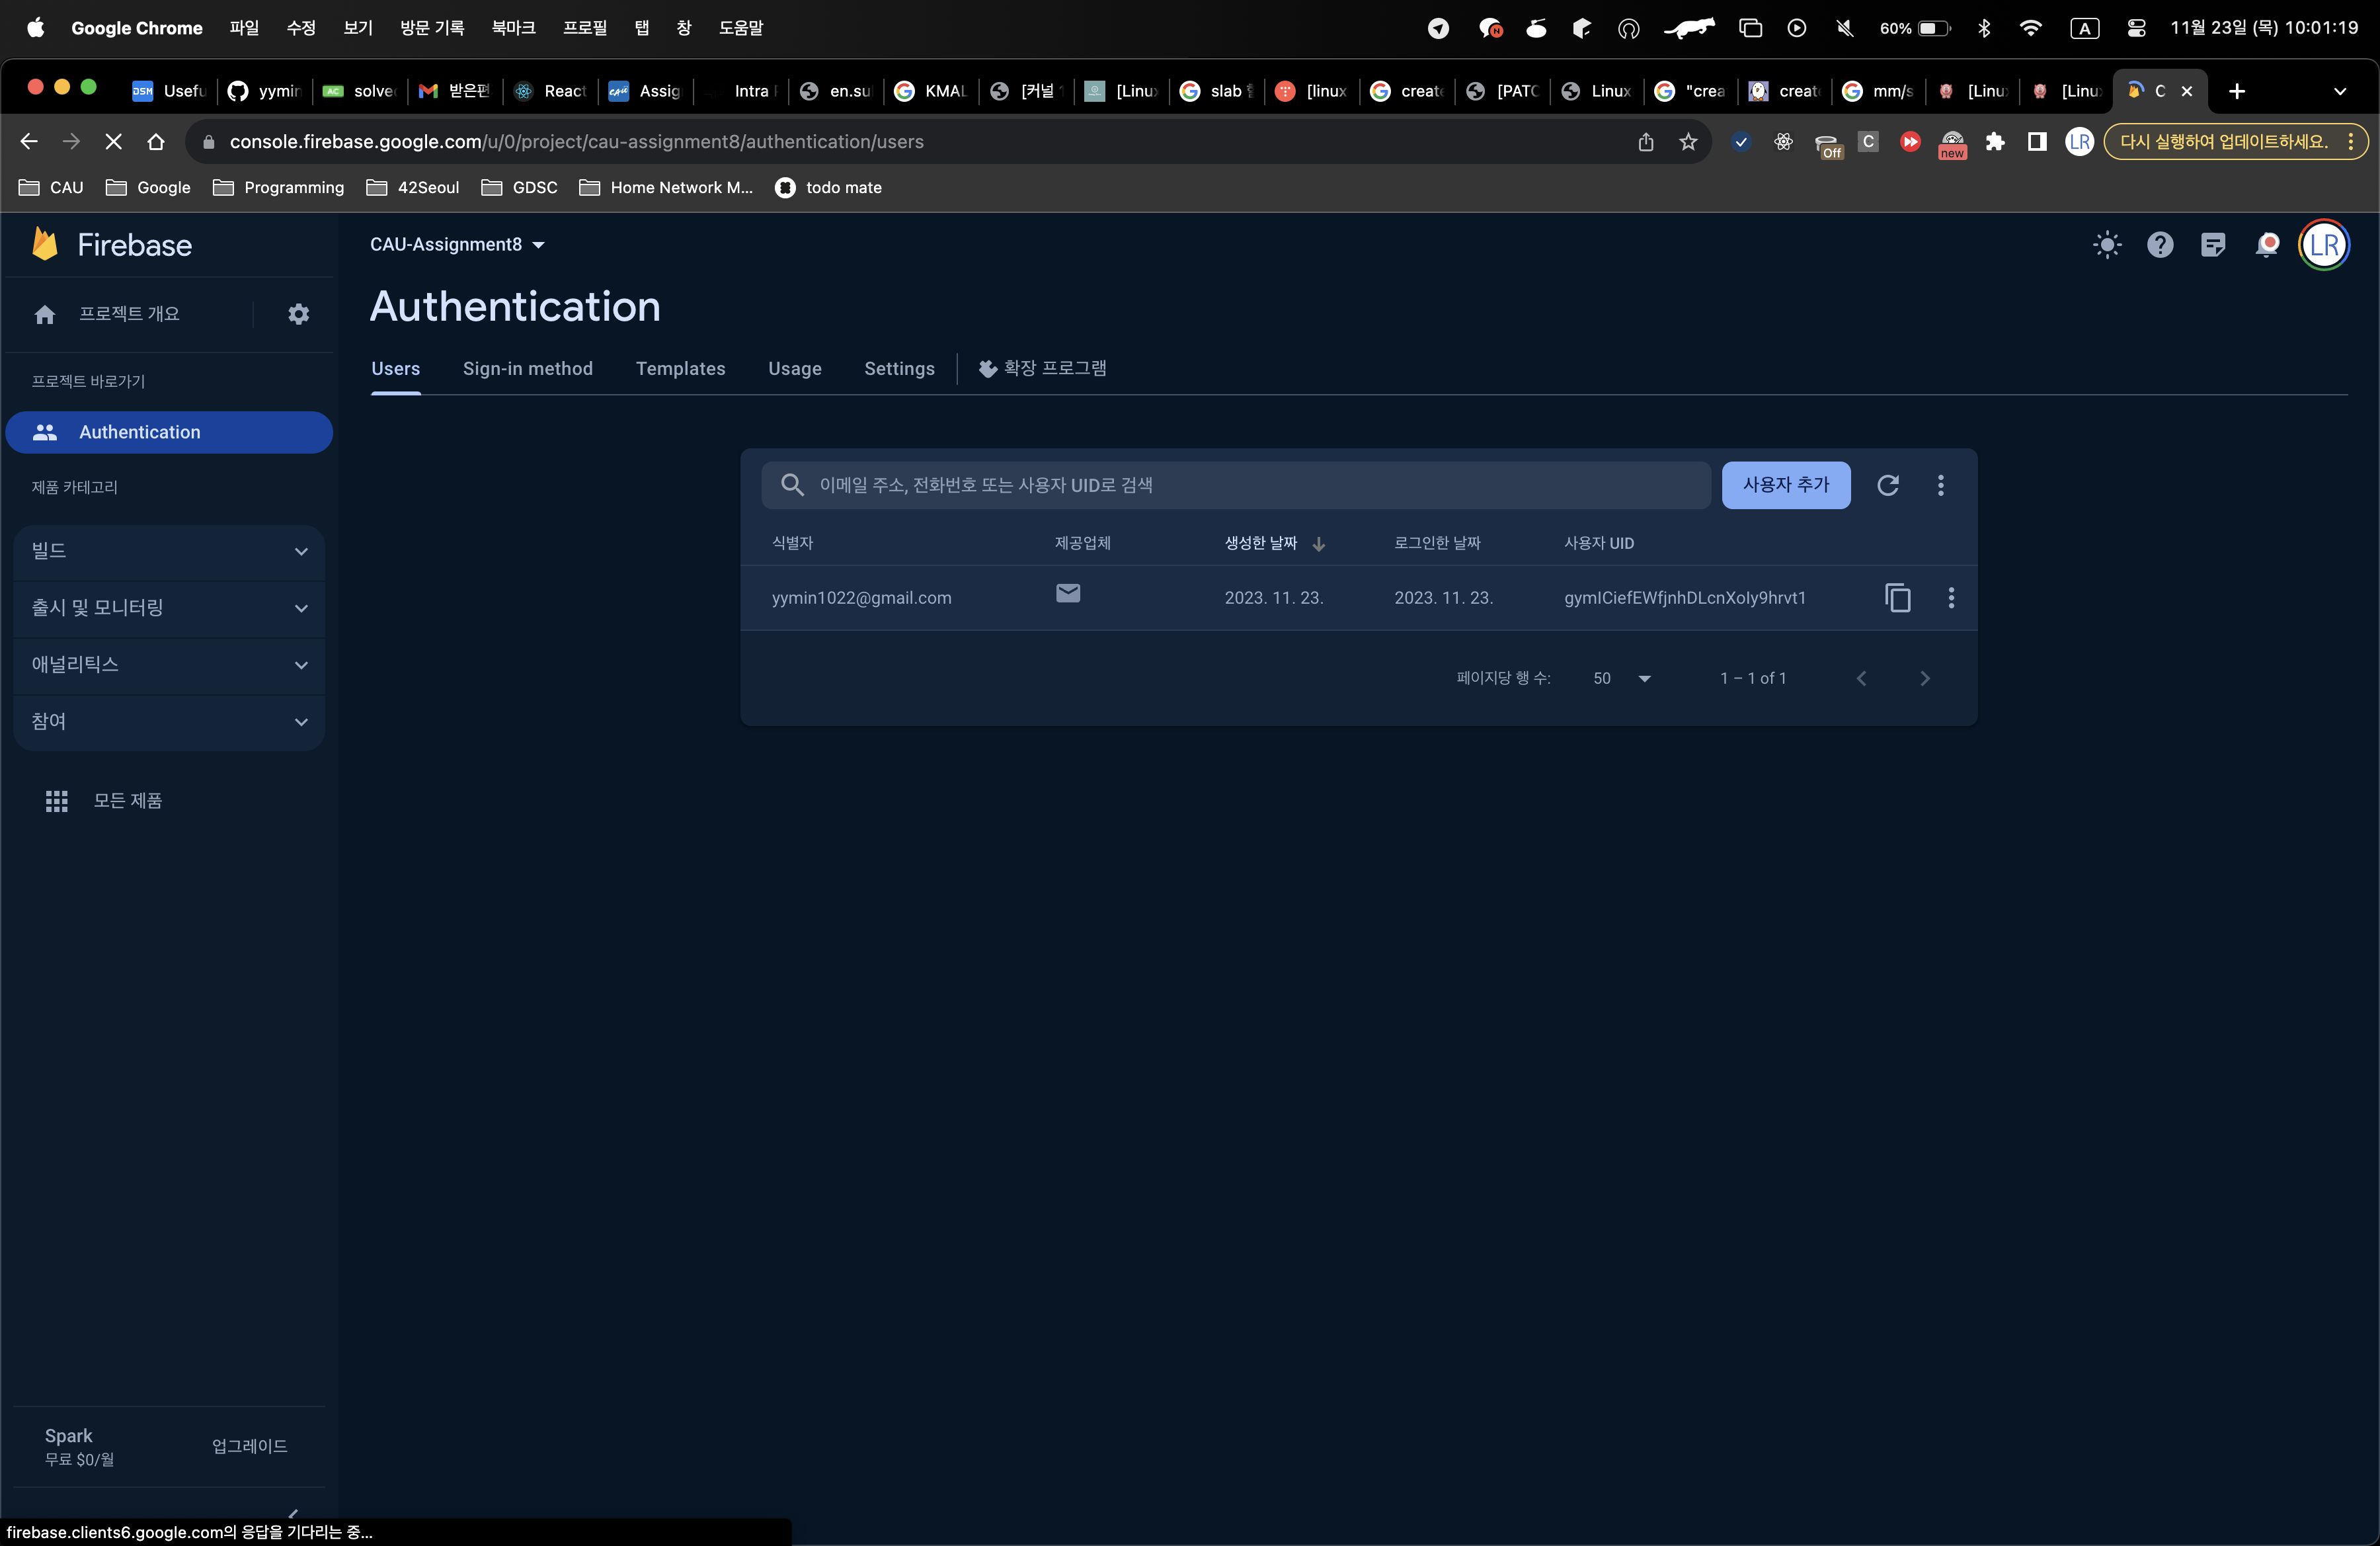 Google Chrome 파일 수정 보기 방문 기록 북마크 프로필 탭 창 도움말 N 60% A 11월 23일 (목) 10:01:19
DSM Usefu yymin AC solve 받은편 React CAU Assig Intra en.su KMAL [커널 [Linu slab [linux create [PATC Linux "crea creat mm/s [Linu [Linu C
console.firebase.google.com/u/0/project/cau-assignment8/authentication/users Off C new LR 다시 실행하여 업데이트하세요.
CAU Google Programming 42Seoul GDSC Home Network M... todo mate
Firebase CAU-Assignment8 LR
Authentication
프로젝트 개요
Users Sign-in method Templates Usage Settings 확장 프로그램
프로젝트 바로가기
Authentication
제품 카테고리
이메일 주소, 전화번호 또는 사용자 UID로 검색 사용자 추가
식별자 제공업체 생성한 날짜 로그인한 날짜 사용자 UID
yymin1022@gmail.com 2023. 11. 23. 2023. 11. 23. gymICiefEWfjnhDLcnXoIy9hrvt1
페이지당 행 수: 50 1 – 1 of 1
빌드
출시 및 모니터링
애널리틱스
참여
모든 제품
Spark
무료 $0/월 업그레이드
firebase.clients6.google.com의 응답을 기다리는 중...